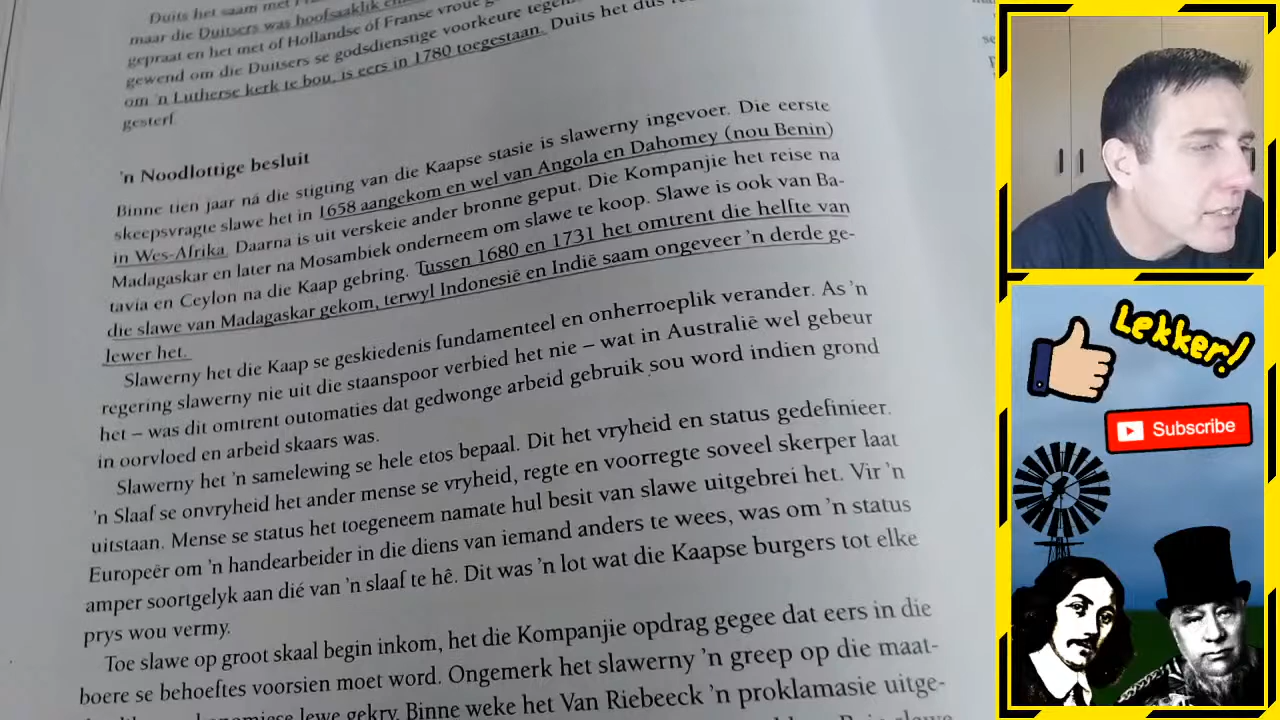 Duits het saam met
maar die Duitsers was hoofsaaklik
gepraat en het met of Hollandse of Franse vroue
gewend om die Duitsers se godsdienstige voorkeure
om 'n Lutherse kerk te bou, is eers in 1780 toegestaan. Duits het dus
gesterf.
'n Noodlottige besluit
Binne tien jaar ná die stigting van die Kaapse stasie is slawerny ingevoer. Die eerste
skeepsvragte slawe het in 1658 aangekom en wel van Angola en Dahomey (nou Benin)
in Wes-Afrika. Daarna is uit verskeie ander bronne geput. Die Kompanjie het reise na
Madagaskar en later na Mosambiek onderneem om slawe te koop. Slawe is ook van Ba-
tavia en Ceylon na die Kaap gebring. Tussen 1680 en 1731 het omtrent die helfte van
die slawe van Madagaskar gekom, terwyl Indonesië en Indië saam ongeveer 'n derde ge-
lewer het.
Slawerny het die Kaap se geskiedenis fundamenteel en onherroeplik verander. As 'n
regering slawerny nie uit die staanspoor verbied het nie – wat in Australië wel gebeur
het – was dit omtrent outomaties dat gedwonge arbeid gebruik sou word indien grond
in oorvloed en arbeid skaars was.
Slawerny het 'n samelewing se hele etos bepaal. Dit het vryheid en status gedefinieer.
'n Slaaf se onvryheid het ander mense se vryheid, regte en voorregte soveel skerper laat
uitstaan. Mense se status het toegeneem namate hul besit van slawe uitgebrei het. Vir 'n
Europeër om 'n handearbeider in die diens van iemand anders te wees, was om 'n status
amper soortgelyk aan dié van 'n slaaf te hê. Dit was 'n lot wat die Kaapse burgers tot elke
prys wou vermy.
Toe slawe op groot skaal begin inkom, het die Kompanjie opdrag gegee dat eers in die
boere se behoeftes voorsien moet word. Ongemerk het slawerny 'n greep op die maat-
lewe gekry. Binne weke het Van Riebeeck 'n proklamasie uitge-
Lekker!
Subscribe